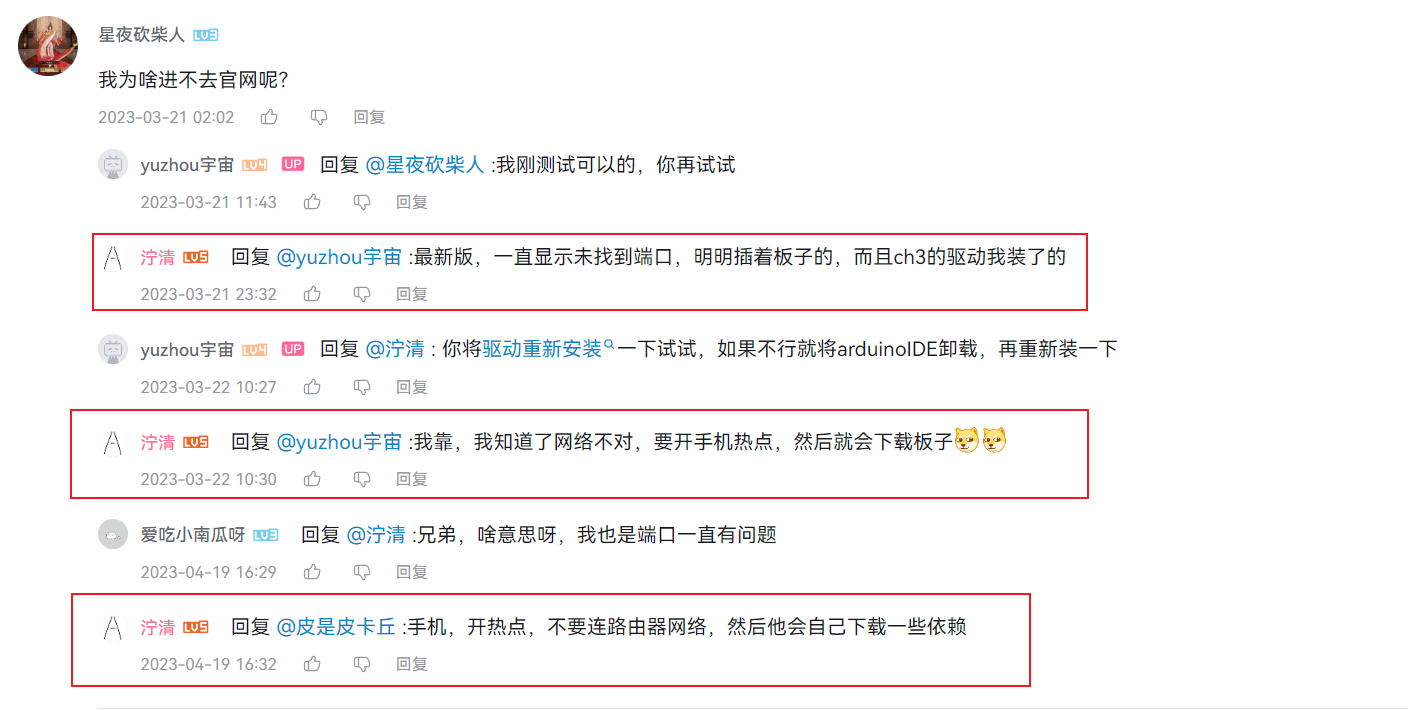 星夜砍柴人 LV3
我为啥进不去官网呢?
2023-03-21 02:02 回复
yuzhou宇宙 LV4 UP 回复 @星夜砍柴人 :我刚测试可以的，你再试试
2023-03-21 11:43 回复
泞清 LV5 回复 @yuzhou宇宙 :最新版，一直显示未找到端口，明明插着板子的，而且ch3的驱动我装了的
2023-03-21 23:32 回复
yuzhou宇宙 LV4 UP 回复 @泞清 : 你将驱动重新安装一下试试，如果不行就将arduinoIDE卸载，再重新装一下
2023-03-22 10:27 回复
泞清 LV5 回复 @yuzhou宇宙 :我靠，我知道了网络不对，要开手机热点，然后就会下载板子
2023-03-22 10:30 回复
爱吃小南瓜呀 LV3 回复 @泞清 :兄弟，啥意思呀，我也是端口一直有问题
2023-04-19 16:29 回复
泞清 LV5 回复 @皮是皮卡丘 :手机，开热点，不要连路由器网络，然后他会自己下载一些依赖
2023-04-19 16:32 回复